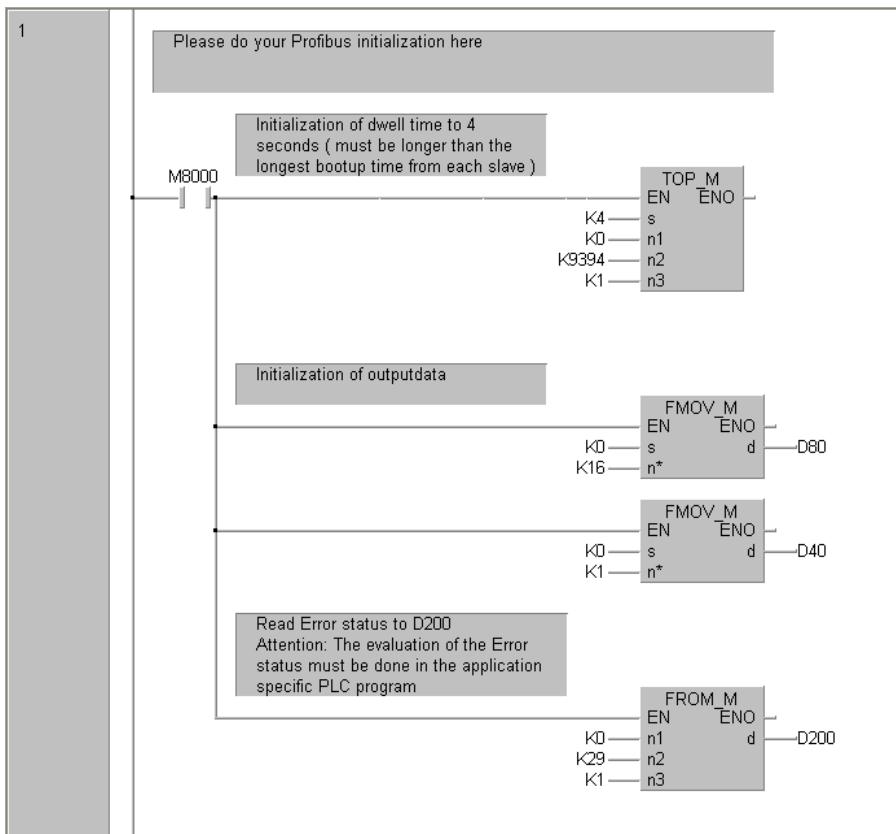 1
Please do your Profibus initialization here
Initialization of dwell time to 4
seconds ( must be longer than the
longest bootup time from each slave )
M8000
TOP_M
EN ENO
K4 s
K0 n1
K9394 n2
K1 n3
Initialization of outputdata
FMOV_M
EN ENO
K0 s d D80
K16 n*
FMOV_M
EN ENO
K0 s d D40
K1 n*
Read Error status to D200
Attention: The evaluation of the Error
status must be done in the application
specific PLC program
FROM_M
EN ENO
K0 n1 d D200
K29 n2
K1 n3